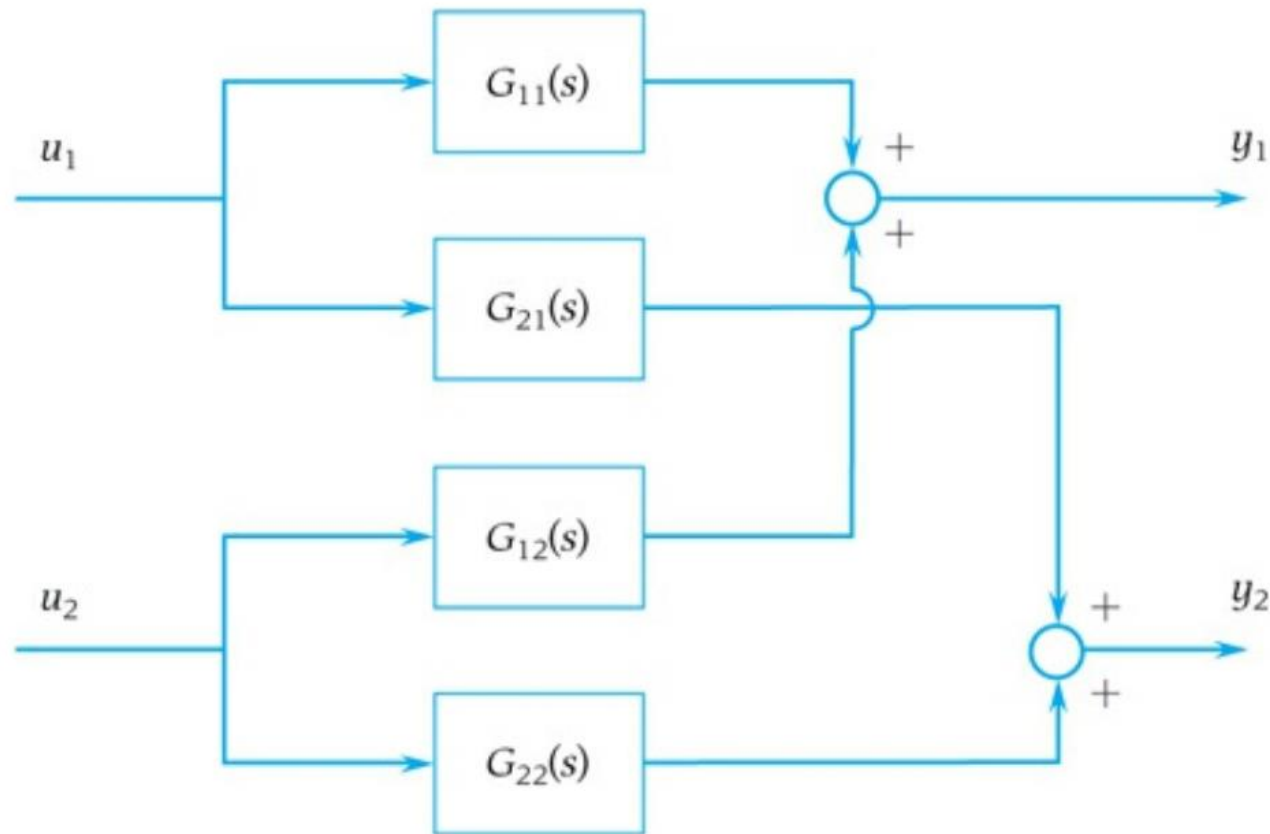 G₁₁(s)
u₁
+
y₁
+
G₂₁(s)
G₁₂(s)
u₂
+
y₂
+
G₂₂(s)